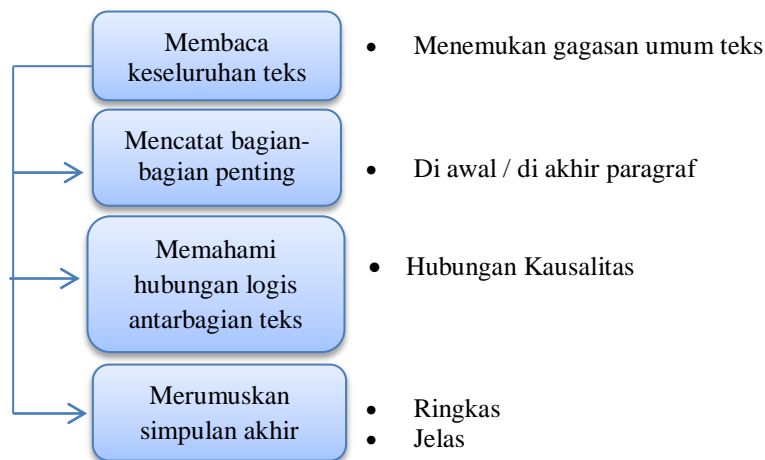 Membaca
keseluruhan teks
• Menemukan gagasan umum teks
Mencatat bagian-
bagian penting
• Di awal / di akhir paragraf
Memahami
hubungan logis
antarbagian teks
• Hubungan Kausalitas
Merumuskan
simpulan akhir
• Ringkas
• Jelas